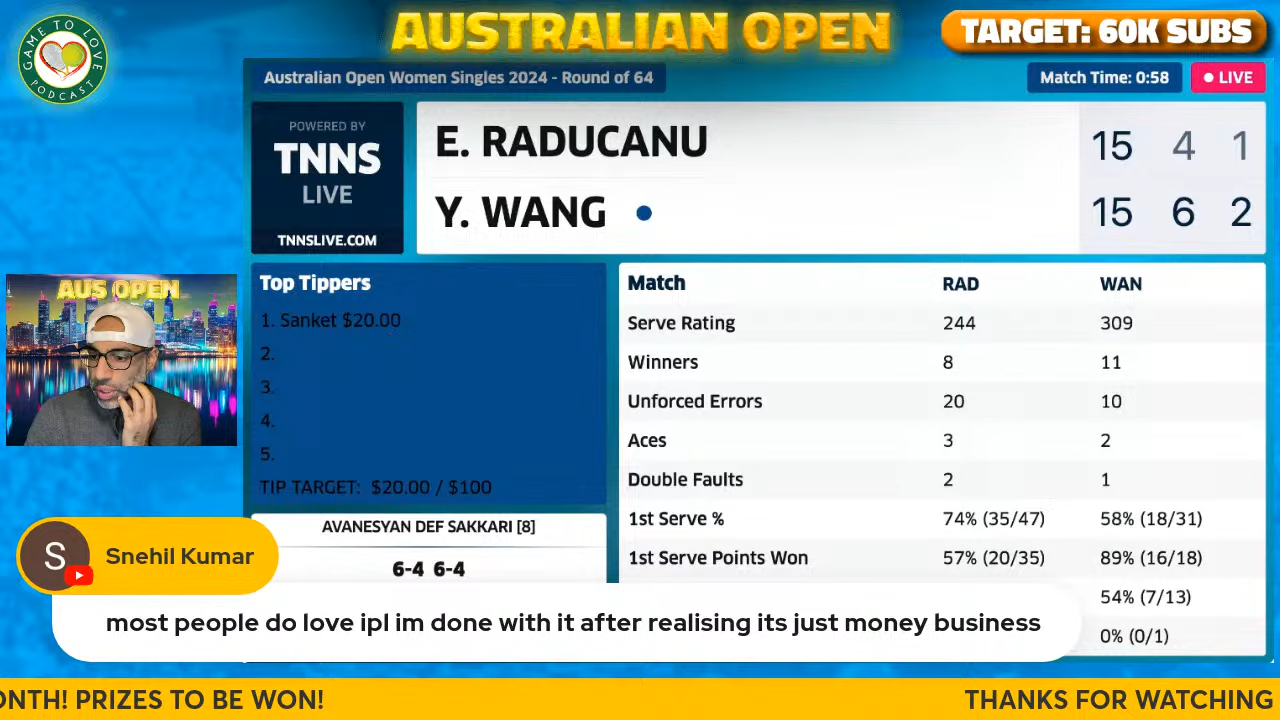 GAME TO LOVE
PODCAST
AUSTRALIAN OPEN
TARGET: 60K SUBS
Australian Open Women Singles 2024 - Round of 64
Match Time: 0:58
LIVE
POWERED BY
TNNS
LIVE
TNNSLIVE.COM
E. RADUCANU 15 4 1
Y. WANG 15 6 2
AUS OPEN
Top Tippers
1. Sanket $20.00
2.
3.
4.
5.
TIP TARGET: $20.00 / $100
AVANESYAN DEF SAKKARI [8]
6-4 6-4
Match RAD WAN
Serve Rating 244 309
Winners 8 11
Unforced Errors 20 10
Aces 3 2
Double Faults 2 1
1st Serve % 74% (35/47) 58% (18/31)
1st Serve Points Won 57% (20/35) 89% (16/18)
54% (7/13)
0% (0/1)
S
Snehil Kumar
most people do love ipl im done with it after realising its just money business
ONTH! PRIZES TO BE WON!
THANKS FOR WATCHING